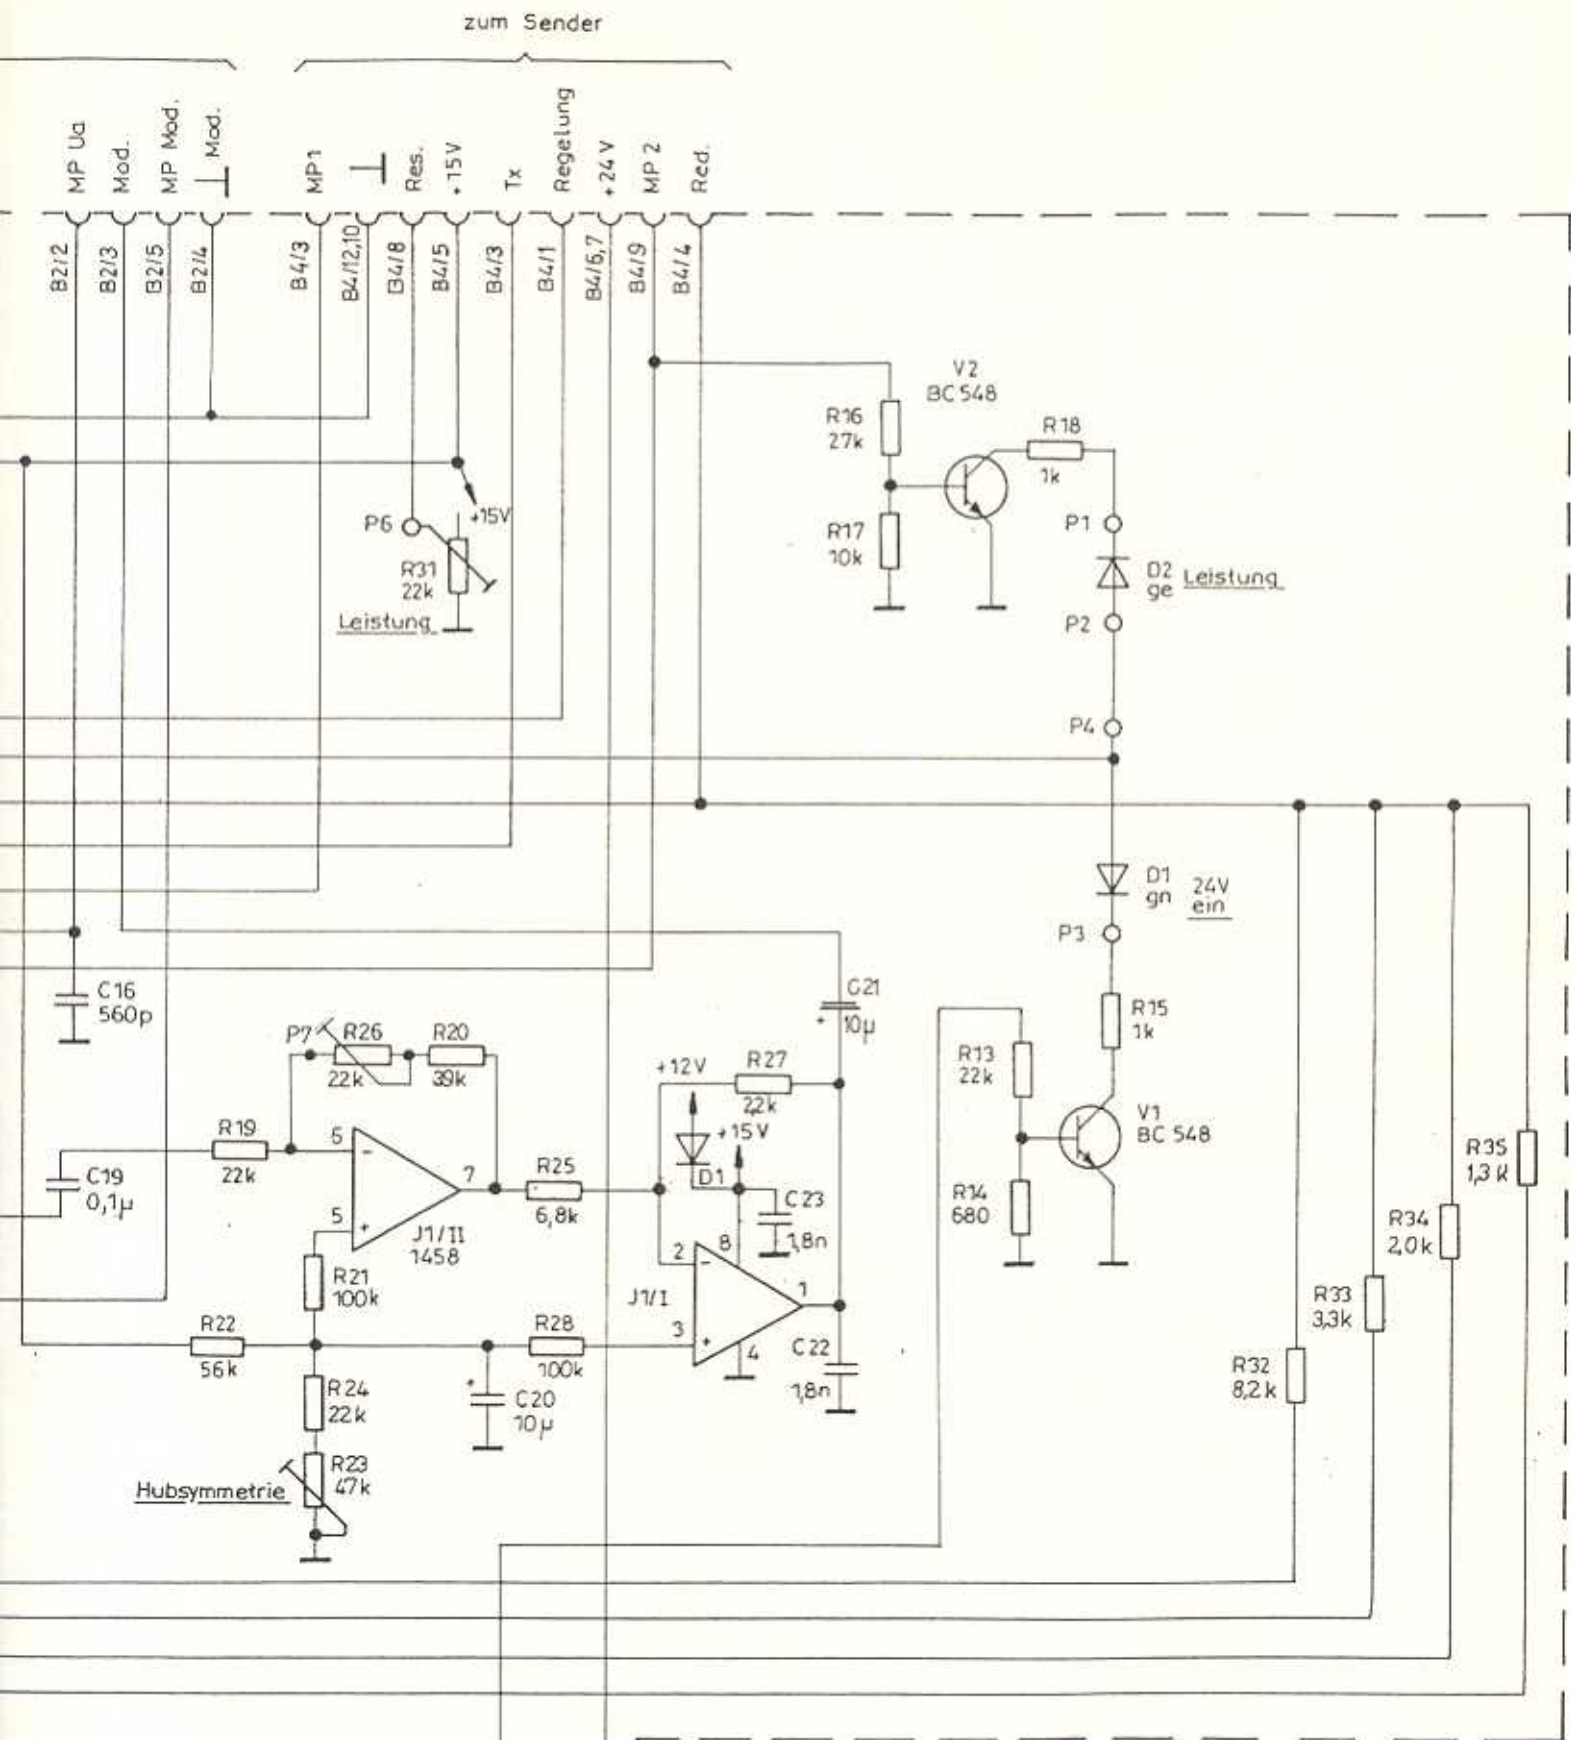 zum Sender
MP Ua
Mod.
MP Mod.
Mod.
MP1
Res.
+15V
Tx
Regelung
+24V
MP 2
Red.
B2/2
B2/3
B2/5
B2/4
B4/3
B4/12,10
B4/8
B4/5
B4/3
B4/1
B4/6,7
B4/9
B4/4
V2
BC 548
R16
27k
R18
1k
P6
+15V
R17
10k
P1
R31
22k
D2
ge
Leistung
Leistung
P2
P4
D1
gn
24V
ein
P3
C16
560p
C21
+
10µ
R15
1k
P7
R26
R20
22k
39k
+12V
R27
2,2k
R13
22k
V1
BC 548
R19
22k
6
-
+15V
D1
R35
1,3 k
C19
0,1µ
7
R25
6,8k
C23
1,8n
R14
680
5
+
J1/II
1458
8
2
-
R34
2,0k
R21
100k
J1/I
1
R33
3,3k
R22
56k
R28
100k
3
+
4
C22
1,8n
R32
8,2k
R24
22k
+
C20
10µ
R23
47k
Hubsymmetrie